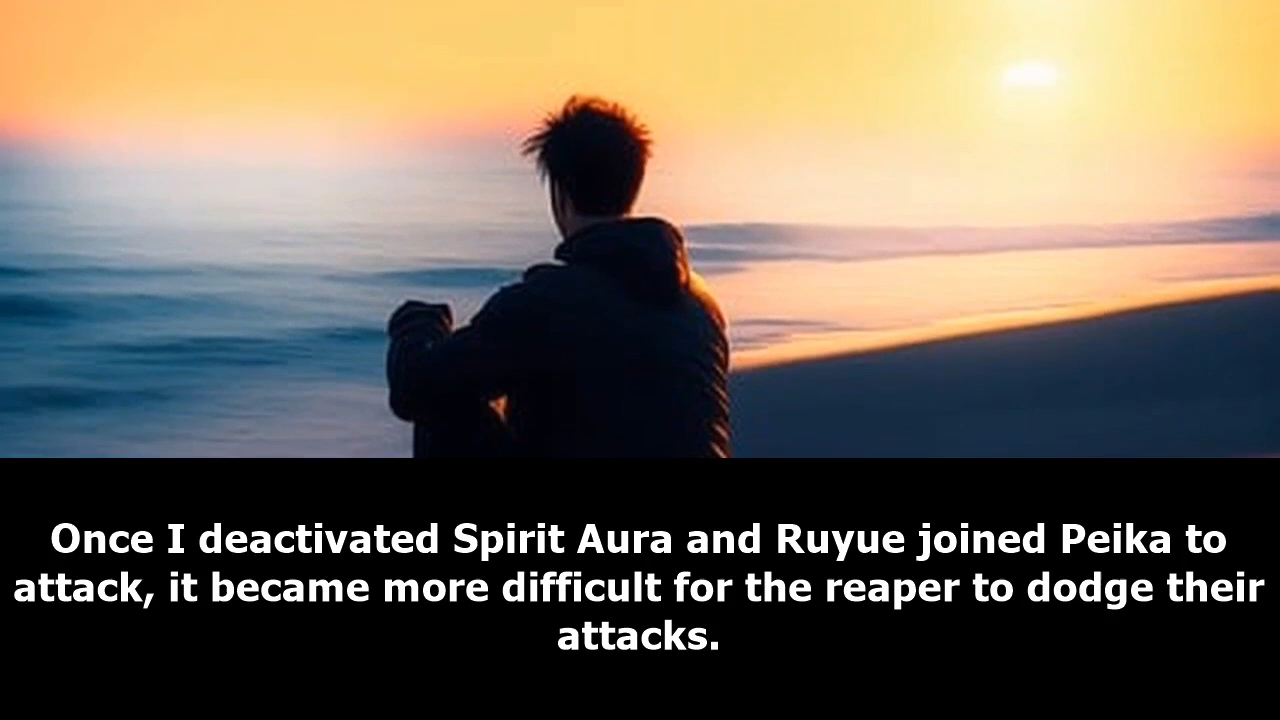 Once I deactivated Spirit Aura and Ruyue joined Peika to
attack, it became more difficult for the reaper to dodge their
attacks.